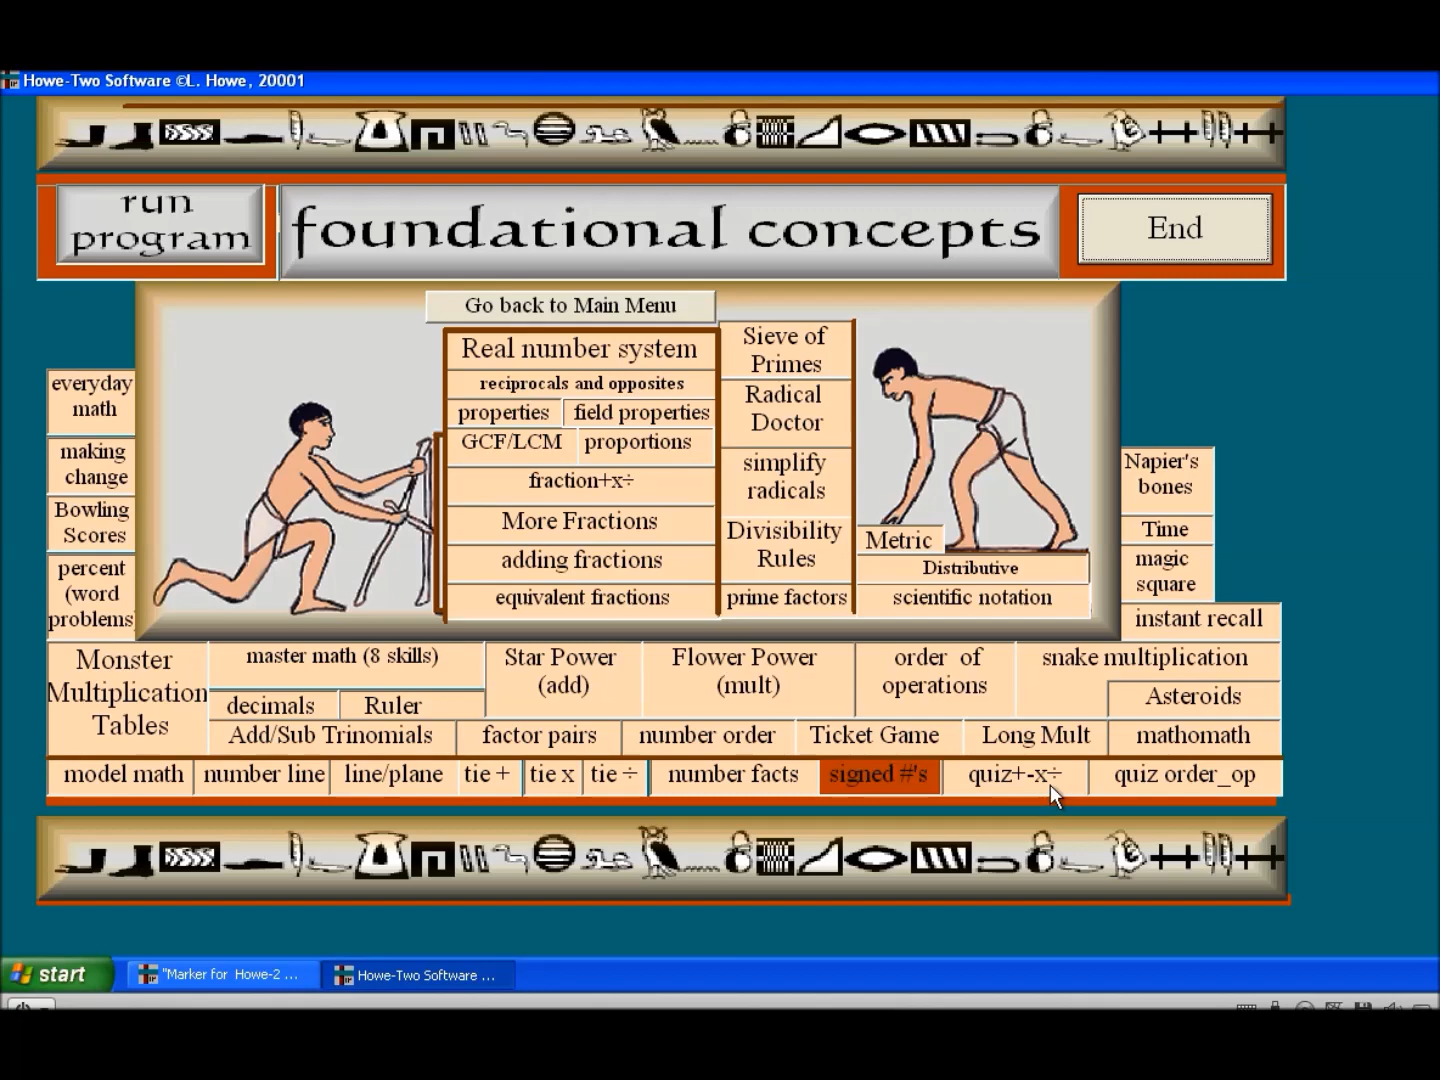 Howe-Two Software ©L. Howe, 20001
run
program
foundational concepts
End
Go back to Main Menu
Real number system
reciprocals and opposites
properties
field properties
GCF/LCM
proportions
fraction+x÷
More Fractions
adding fractions
equivalent fractions
Sieve of
Primes
Radical
Doctor
simplify
radicals
Divisibility
Rules
prime factors
Metric
Distributive
scientific notation
everyday
math
making
change
Bowling
Scores
percent
(word
problems
Napier's
bones
Time
magic
square
instant recall
Monster
Multiplication
Tables
master math (8 skills)
decimals
Ruler
Star Power
(add)
Flower Power
(mult)
order of
operations
snake multiplication
Asteroids
Add/Sub Trinomials
factor pairs
number order
Ticket Game
Long Mult
mathomath
model math
number line
line/plane
tie +
tie x
tie ÷
number facts
signed #'s
quiz+-x÷
quiz order_op
start
"Marker for Howe-2 ...
Howe-Two Software ...